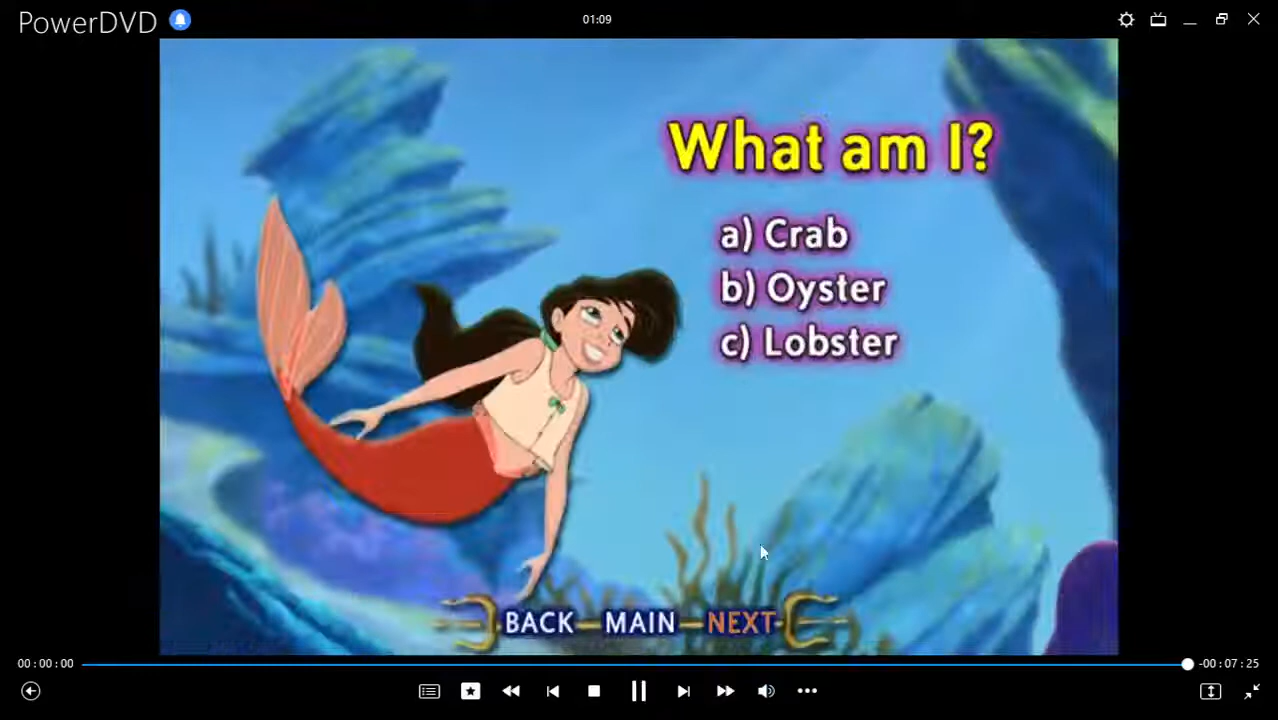 PowerDVD
01:09
What am I?
a) Crab
b) Oyster
c) Lobster
BACK MAIN NEXT
00:00:00
-00:07:25